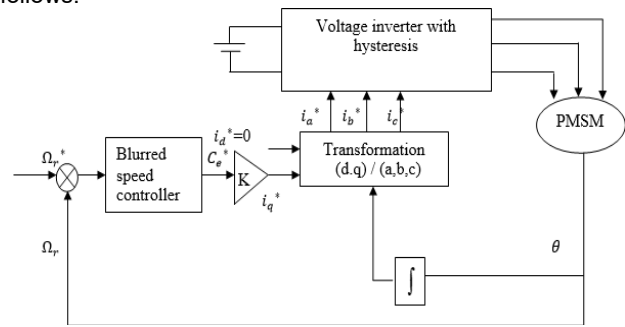 follows:
Voltage inverter with
hysteresis
i_a^* i_b^* i_c^*
PMSM
i_d^*=0
Ω_r^*
Blurred
speed
controller
C_e^*
K
i_q^*
Transformation
(d.q) / (a,b,c)
Ω_r
∫
θ